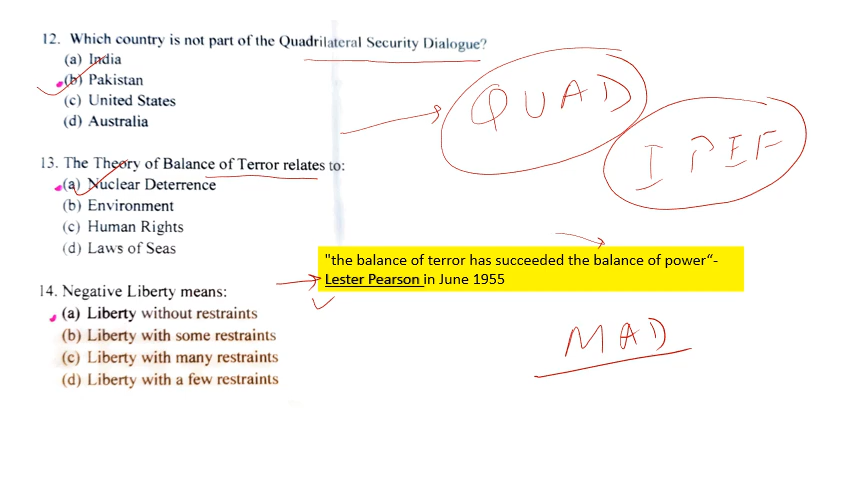 12. Which country is not part of the Quadrilateral Security Dialogue?
(a) India
(b) Pakistan
(c) United States
(d) Australia
QUAD
IPEF
13. The Theory of Balance of Terror relates to:
(a) Nuclear Deterrence
(b) Environment
(c) Human Rights
(d) Laws of Seas
"the balance of terror has succeeded the balance of power“-
Lester Pearson in June 1955
14. Negative Liberty means:
(a) Liberty without restraints
(b) Liberty with some restraints
(c) Liberty with many restraints
(d) Liberty with a few restraints
MAD